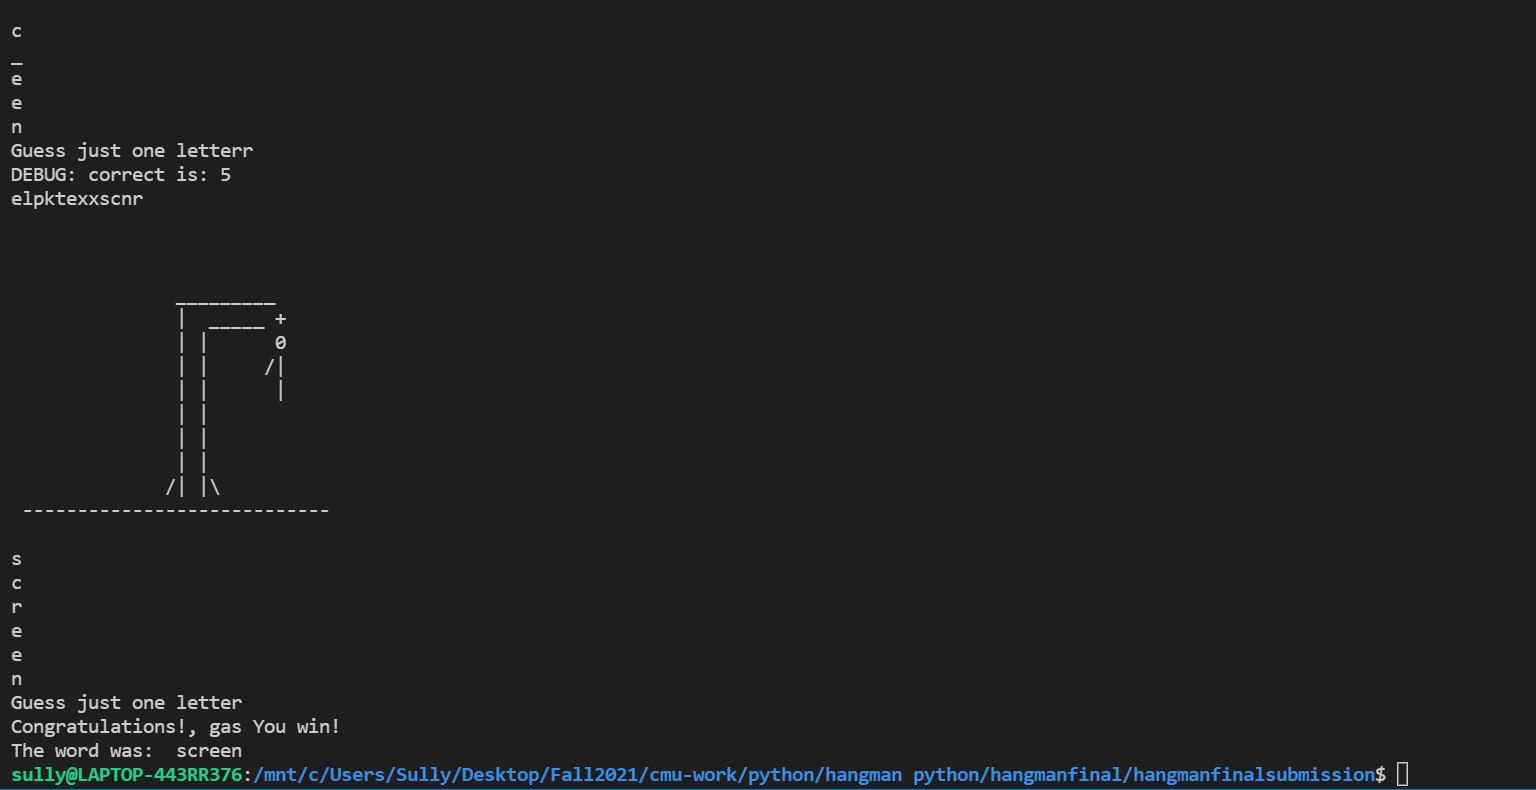 c
_
e
e
n
Guess just one letterr
DEBUG: correct is: 5
elpktexxscnr
               _________
               |  _____ +
               | |      0
               | |     /|
               | |      |
               | |
               | |
               | |
              /| |\
 ----------------------------
s
c
r
e
e
n
Guess just one letter
Congratulations!, gas You win!
The word was:  screen
sully@LAPTOP-443RR376:/mnt/c/Users/Sully/Desktop/Fall2021/cmu-work/python/hangman python/hangmanfinal/hangmanfinalsubmission$